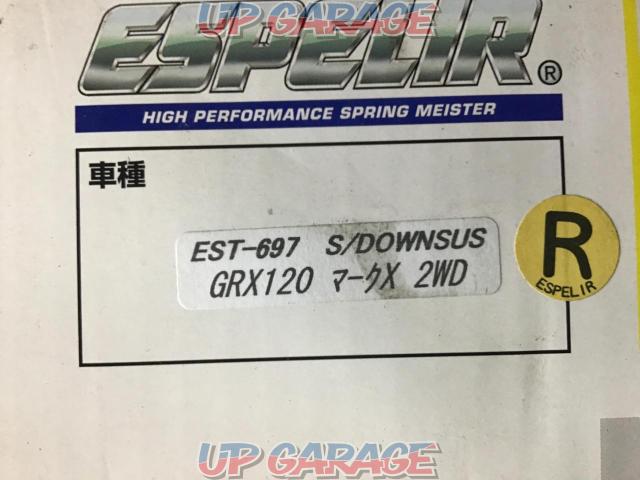 UP GARAGE
ESPELIR®
HIGH PERFORMANCE SPRING MEISTER
車種
EST-697 S/DOWNSUS
GRX120 マークX 2WD
R
ESPELIR
UP GARAGE